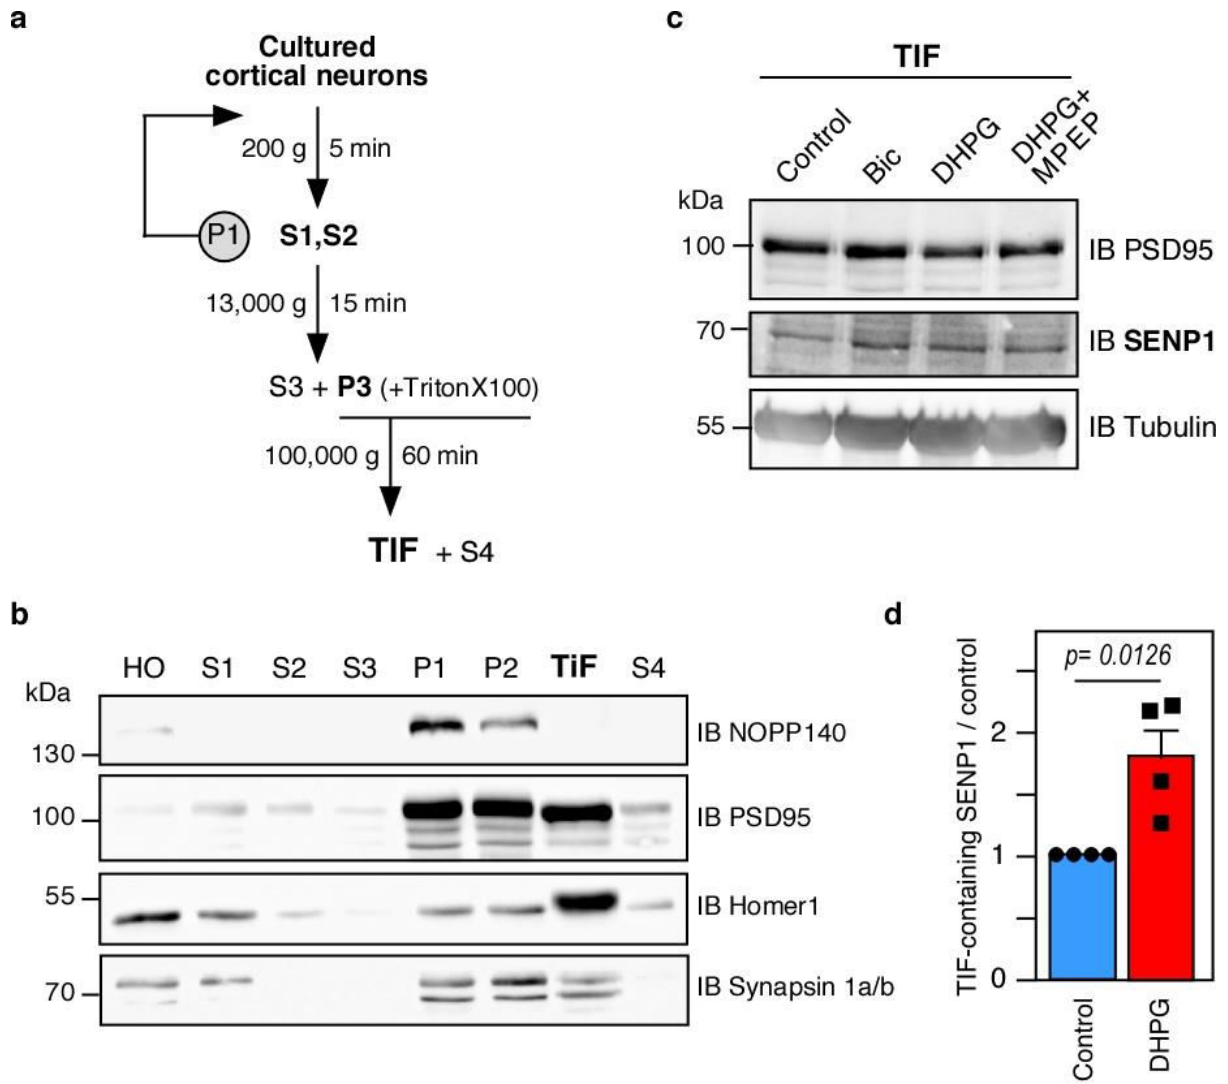 a
Cultured
cortical neurons
200 g 5 min
P1 S1,S2
13,000 g 15 min
S3 + P3 (+TritonX100)
100,000 g 60 min
TIF + S4
b
HO S1 S2 S3 P1 P2 TiF S4
kDa
130
IB NOPP140
100
IB PSD95
55
IB Homer1
70
IB Synapsin 1a/b
c
TIF
Control Bic DHPG DHPG+
MPEP
kDa
100
IB PSD95
70
IB SENP1
55
IB Tubulin
d
TIF-containing SENP1 / control
p= 0.0126
2
1
0
Control DHPG